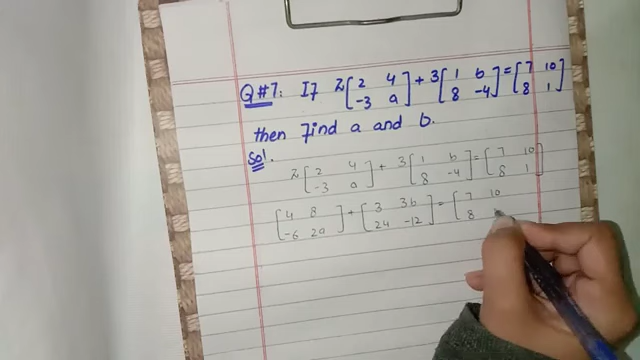 Q#7: If 2[2 4; -3 a] + 3[1 b; 8 -4] = [7 10; 8 1]
then Find a and b.
Sol.
2[2 4; -3 a] + 3[1 b; 8 -4] = [7 10; 8 1]
[4 8; -6 2a] + [3 3b; 24 -12] = [7 10; 8